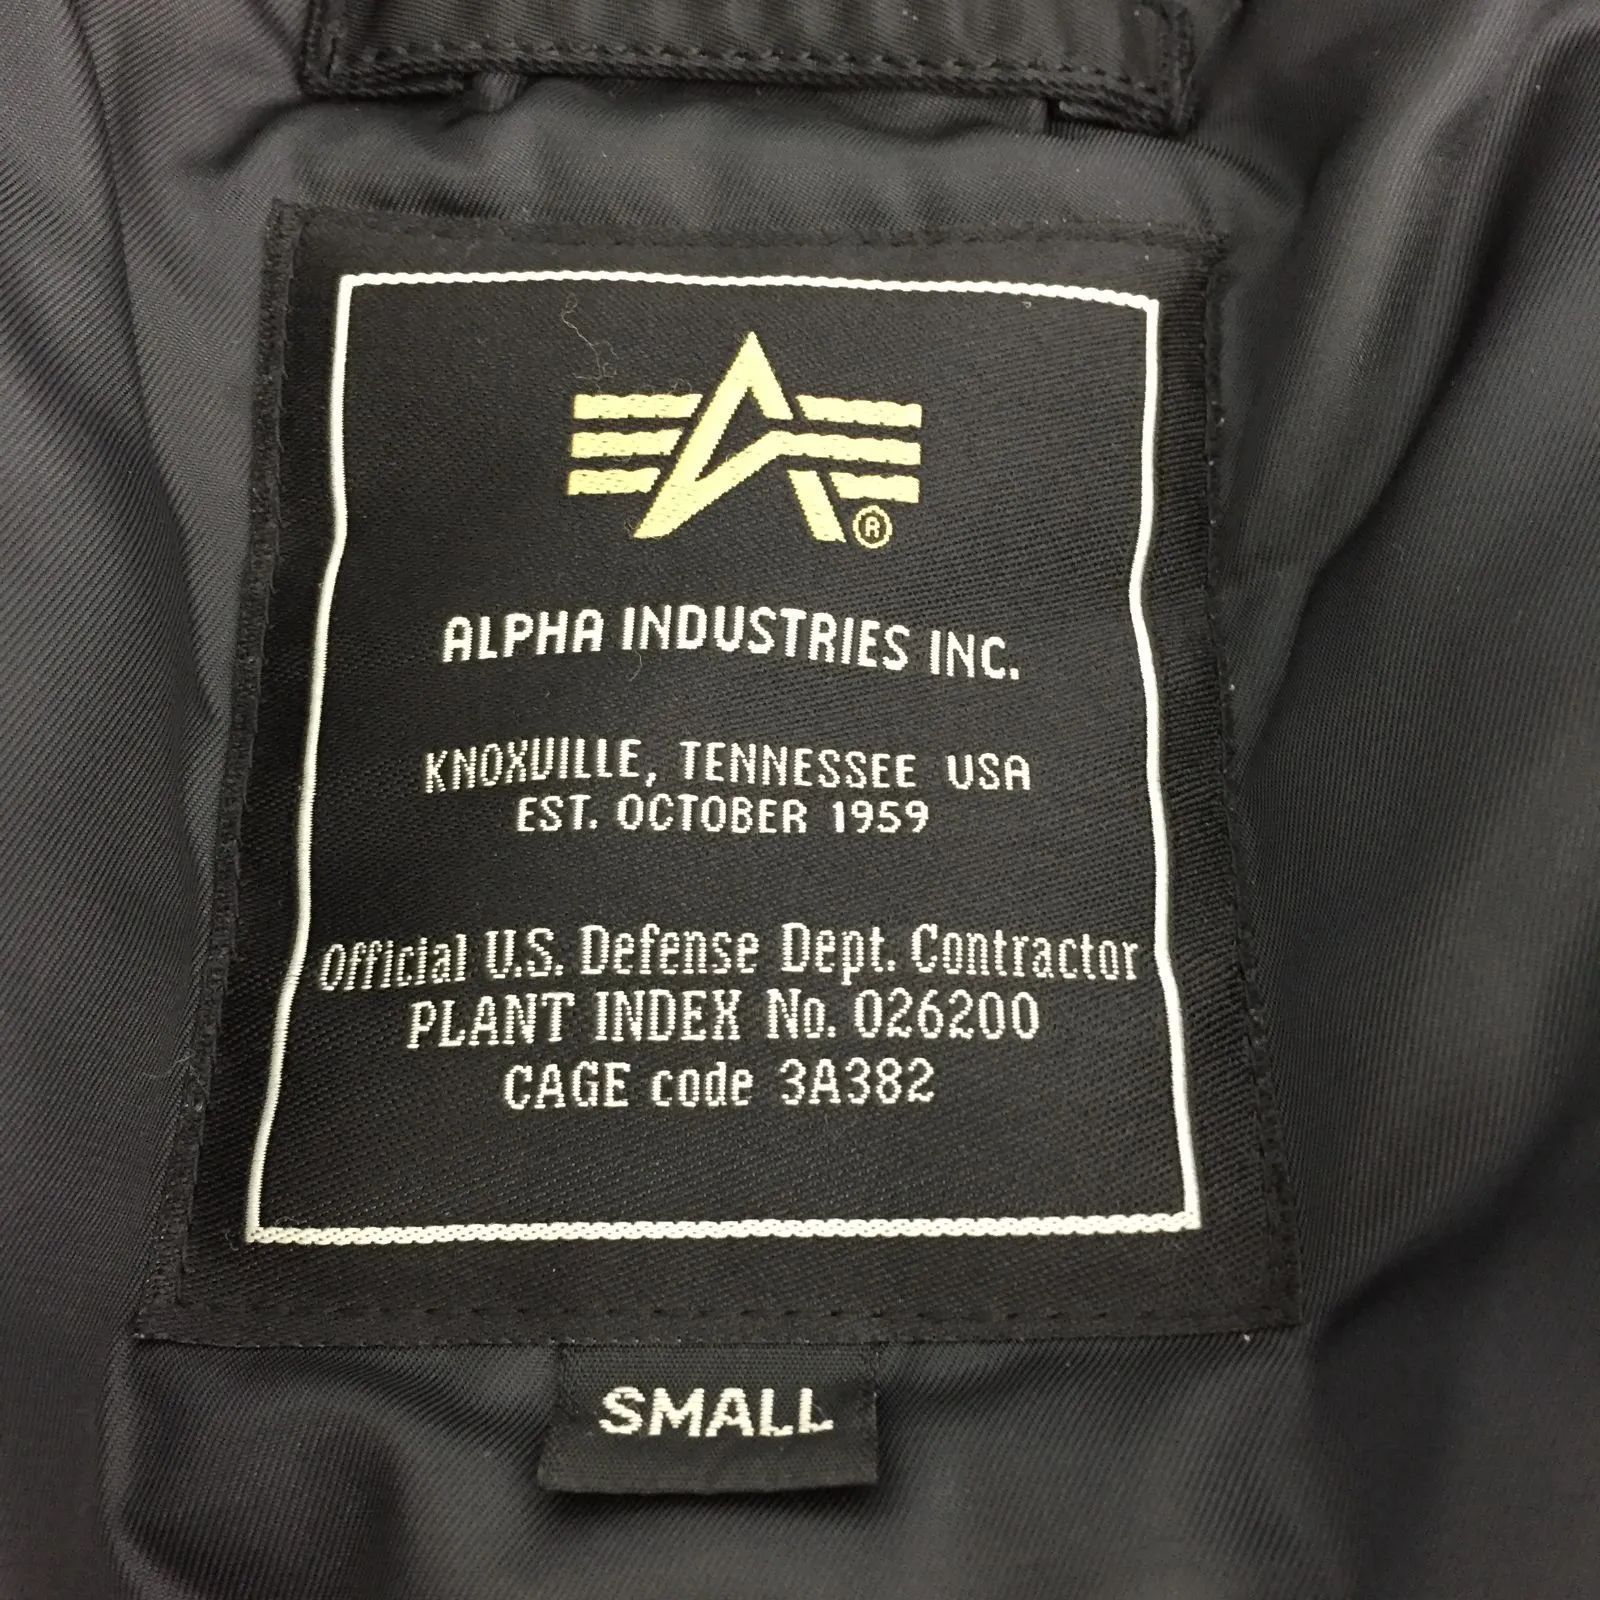 ®
ALPHA INDUSTRIES INC.
KNOXVILLE, TENNESSEE USA
EST. OCTOBER 1959
Official U.S. Defense Dept. Contractor
PLANT INDEX No. 026200
CAGE code 3A382
SMALL